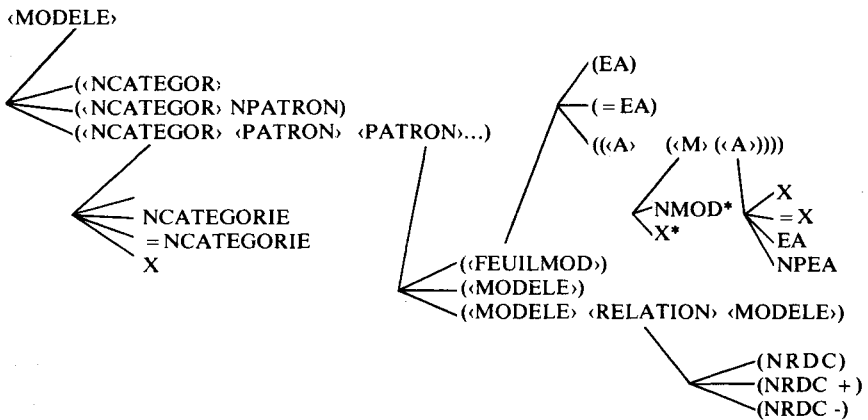 ‹MODELE›
(EA)
(‹NCATEGOR›
(‹NCATEGOR› NPATRON)
(=EA)
(‹NCATEGOR› ‹PATRON› ‹PATRON›...)
((‹A› (‹M› (‹A›))))
X
NCATEGORIE
NMOD*
=X
=NCATEGORIE
X*
EA
X
(‹FEUILMOD›)
NPEA
(‹MODELE›)
(‹MODELE› ‹RELATION› ‹MODELE›)
(NRDC)
(NRDC +)
(NRDC -)